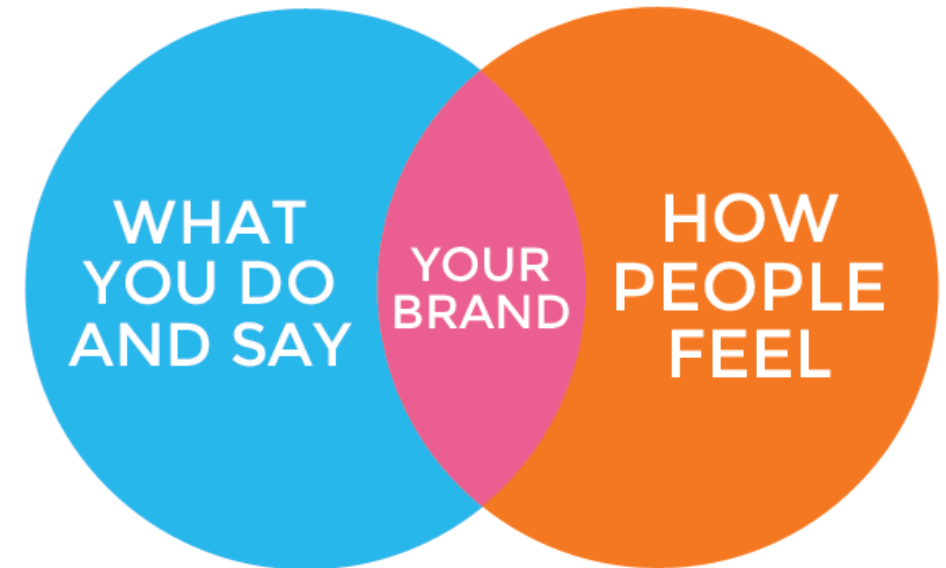 WHAT
YOU DO
AND SAY
YOUR
BRAND
HOW
PEOPLE
FEEL